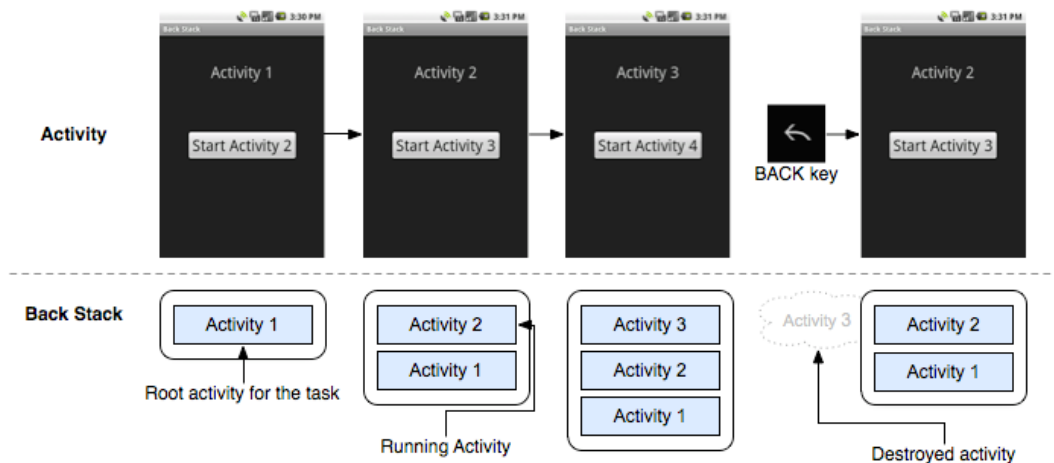 3:30 PM
Back Stack
Activity 1
Start Activity 2
3:31 PM
Back Stack
Activity 2
Start Activity 3
3:31 PM
Back Stack
Activity 3
Start Activity 4
BACK key
3:31 PM
Back Stack
Activity 2
Start Activity 3
Activity
Back Stack
Activity 1
Root activity for the task
Activity 2
Activity 1
Running Activity
Activity 3
Activity 2
Activity 1
Activity 3
Activity 2
Activity 1
Destroyed activity